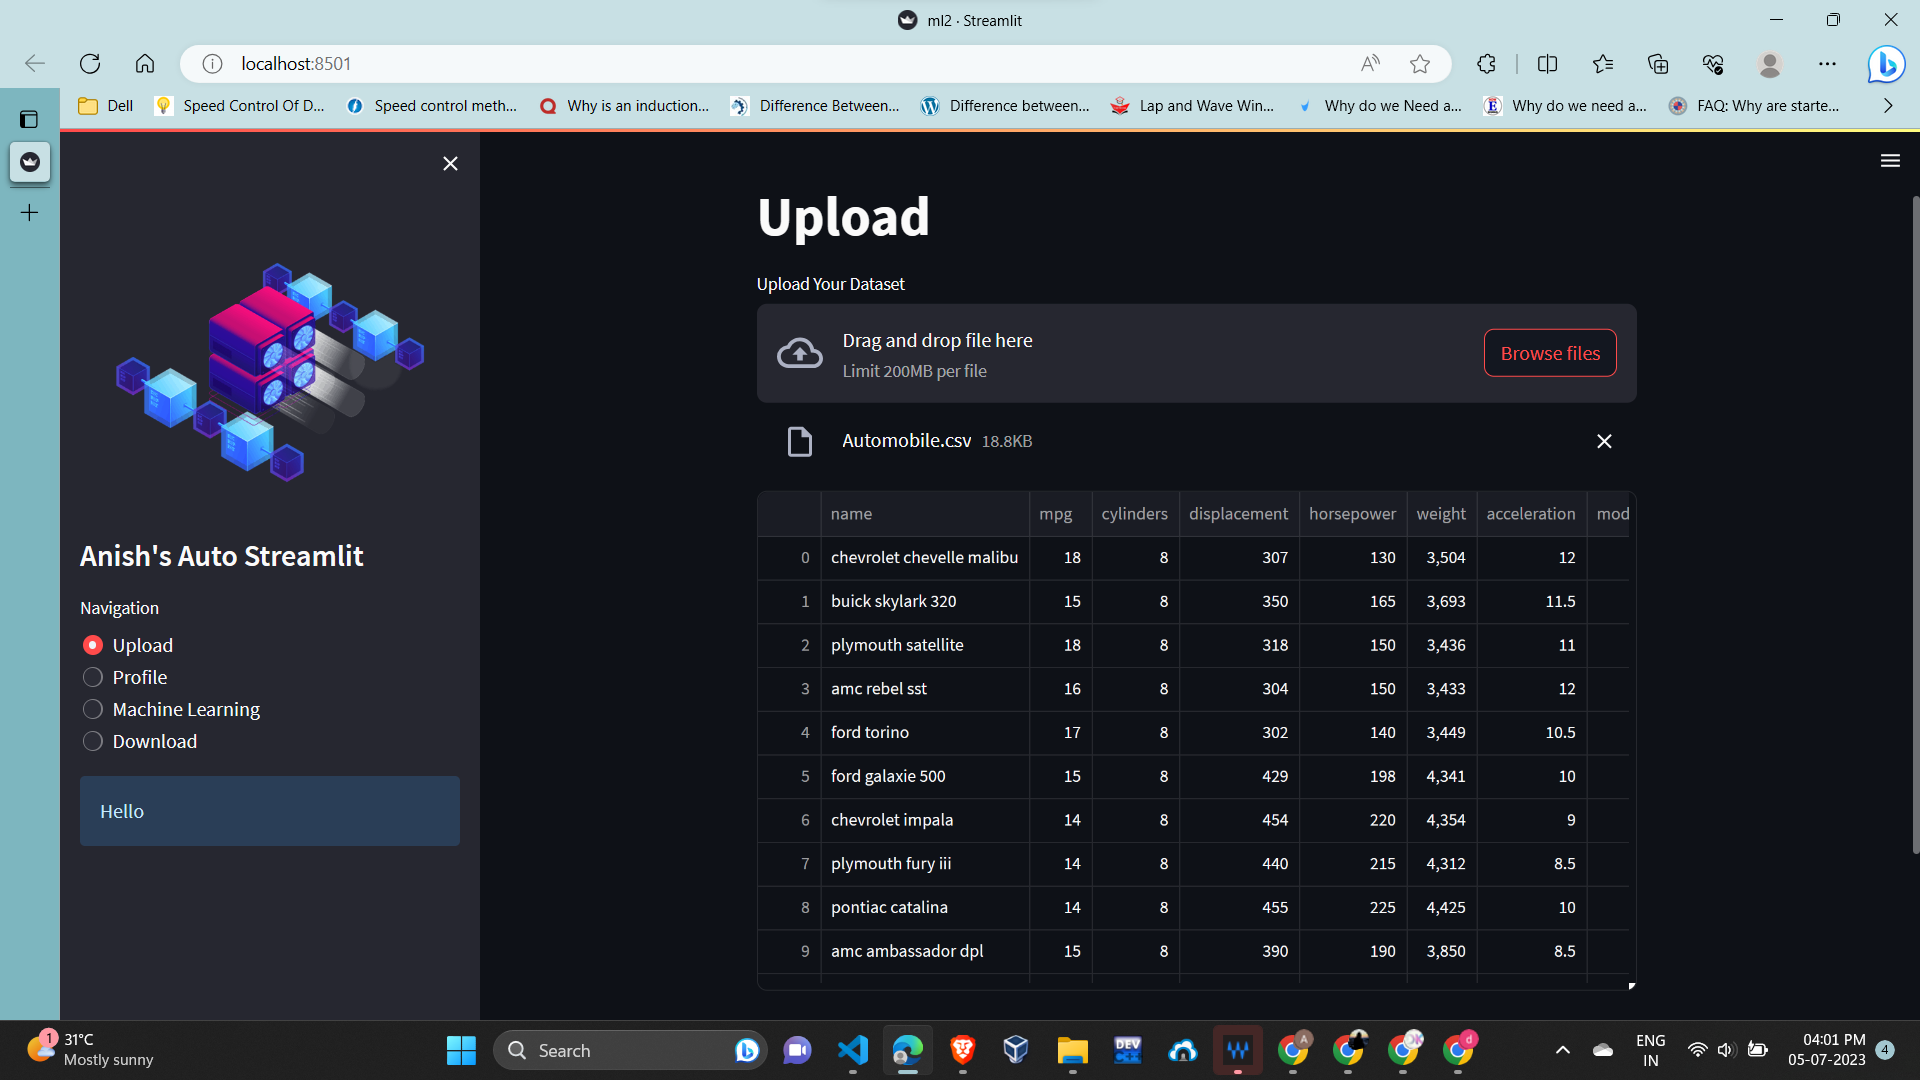 ml2 · Streamlit
localhost:8501
Dell
Speed Control Of D...
Speed control meth...
Why is an induction...
Difference Between...
Difference between...
Lap and Wave Win...
Why do we Need a...
Why do we need a...
FAQ: Why are starte...
Upload
Upload Your Dataset
Drag and drop file here
Limit 200MB per file
Browse files
Automobile.csv 18.8KB
name mpg cylinders displacement horsepower weight acceleration mod
0 chevrolet chevelle malibu 18 8 307 130 3,504 12
1 buick skylark 320 15 8 350 165 3,693 11.5
2 plymouth satellite 18 8 318 150 3,436 11
3 amc rebel sst 16 8 304 150 3,433 12
4 ford torino 17 8 302 140 3,449 10.5
5 ford galaxie 500 15 8 429 198 4,341 10
6 chevrolet impala 14 8 454 220 4,354 9
7 plymouth fury iii 14 8 440 215 4,312 8.5
8 pontiac catalina 14 8 455 225 4,425 10
9 amc ambassador dpl 15 8 390 190 3,850 8.5
Anish's Auto Streamlit
Navigation
Upload
Profile
Machine Learning
Download
Hello
1
31°C
Mostly sunny
Search
DEV
C++
A
d
ENG
IN
04:01 PM
05-07-2023
4